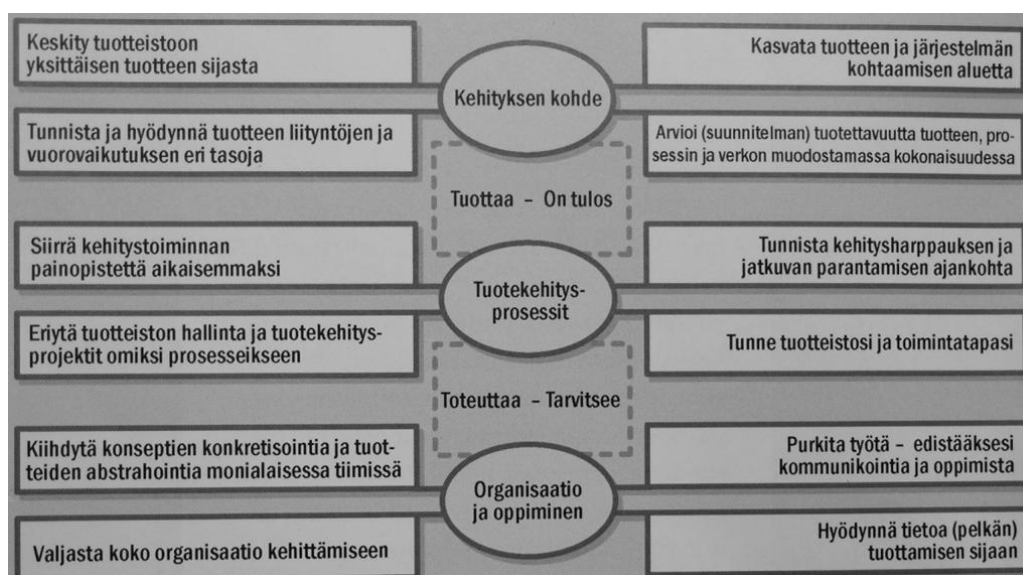 Keskity tuotteistoon
yksittäisen tuotteen sijasta
Kasvata tuotteen ja järjestelmän
kohtaamisen aluetta
Kehityksen kohde
Tunnista ja hyödynnä tuotteen liityntöjen ja
vuorovaikutuksen eri tasoja
Arvioi (suunnitelman) tuotettavuutta tuotteen, pro-
sessin ja verkon muodostamassa kokonaisuudessa
Tuottaa – On tulos
Siirrä kehitystoiminnan
painopistettä aikaisemmaksi
Tunnista kehitysharppauksen ja
jatkuvan parantamisen ajankohta
Tuotekehitys-
prosessit
Eriytä tuotteiston hallinta ja tuotekehitys-
projektit omiksi prosesseikseen
Tunne tuotteistosi ja toimintatapasi
Toteuttaa – Tarvitsee
Kiihdytä konseptien konkretisointia ja tuot-
teiden abstrahointia monialaisessa tiimissä
Purkita työtä – edistääksesi
kommunikointia ja oppimista
Organisaatio
ja oppiminen
Valjasta koko organisaatio kehittämiseen
Hyödynnä tietoa (pelkän)
tuottamisen sijaan